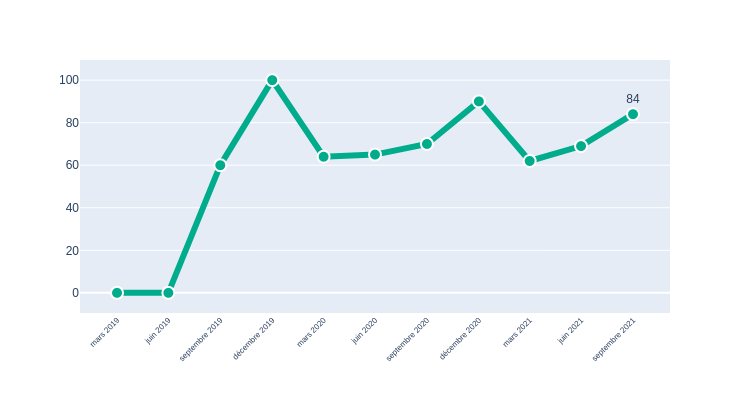 100
80
60
40
20
0
84
mars 2019
juin 2019
septembre 2019
décembre 2019
mars 2020
juin 2020
septembre 2020
décembre 2020
mars 2021
juin 2021
septembre 2021